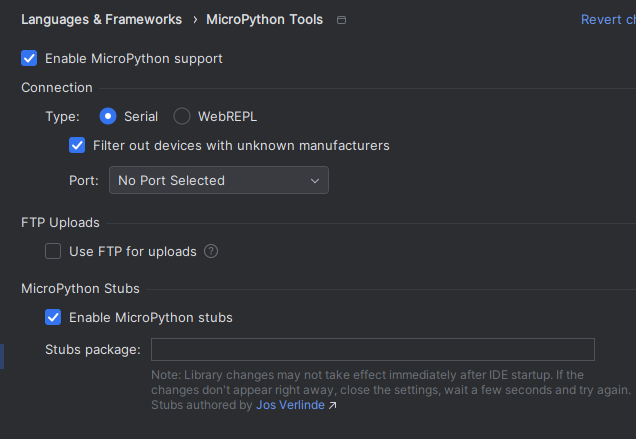 Languages & Frameworks › MicroPython Tools Revert
Enable MicroPython support
Connection
Type: Serial WebREPL
Filter out devices with unknown manufacturers
Port: No Port Selected
FTP Uploads
Use FTP for uploads ?
MicroPython Stubs
Enable MicroPython stubs
Stubs package:
Note: Library changes may not take effect immediately after IDE startup. If the
changes don't appear right away, close the settings, wait a few seconds and try again.
Stubs authored by Jos Verlinde ↗